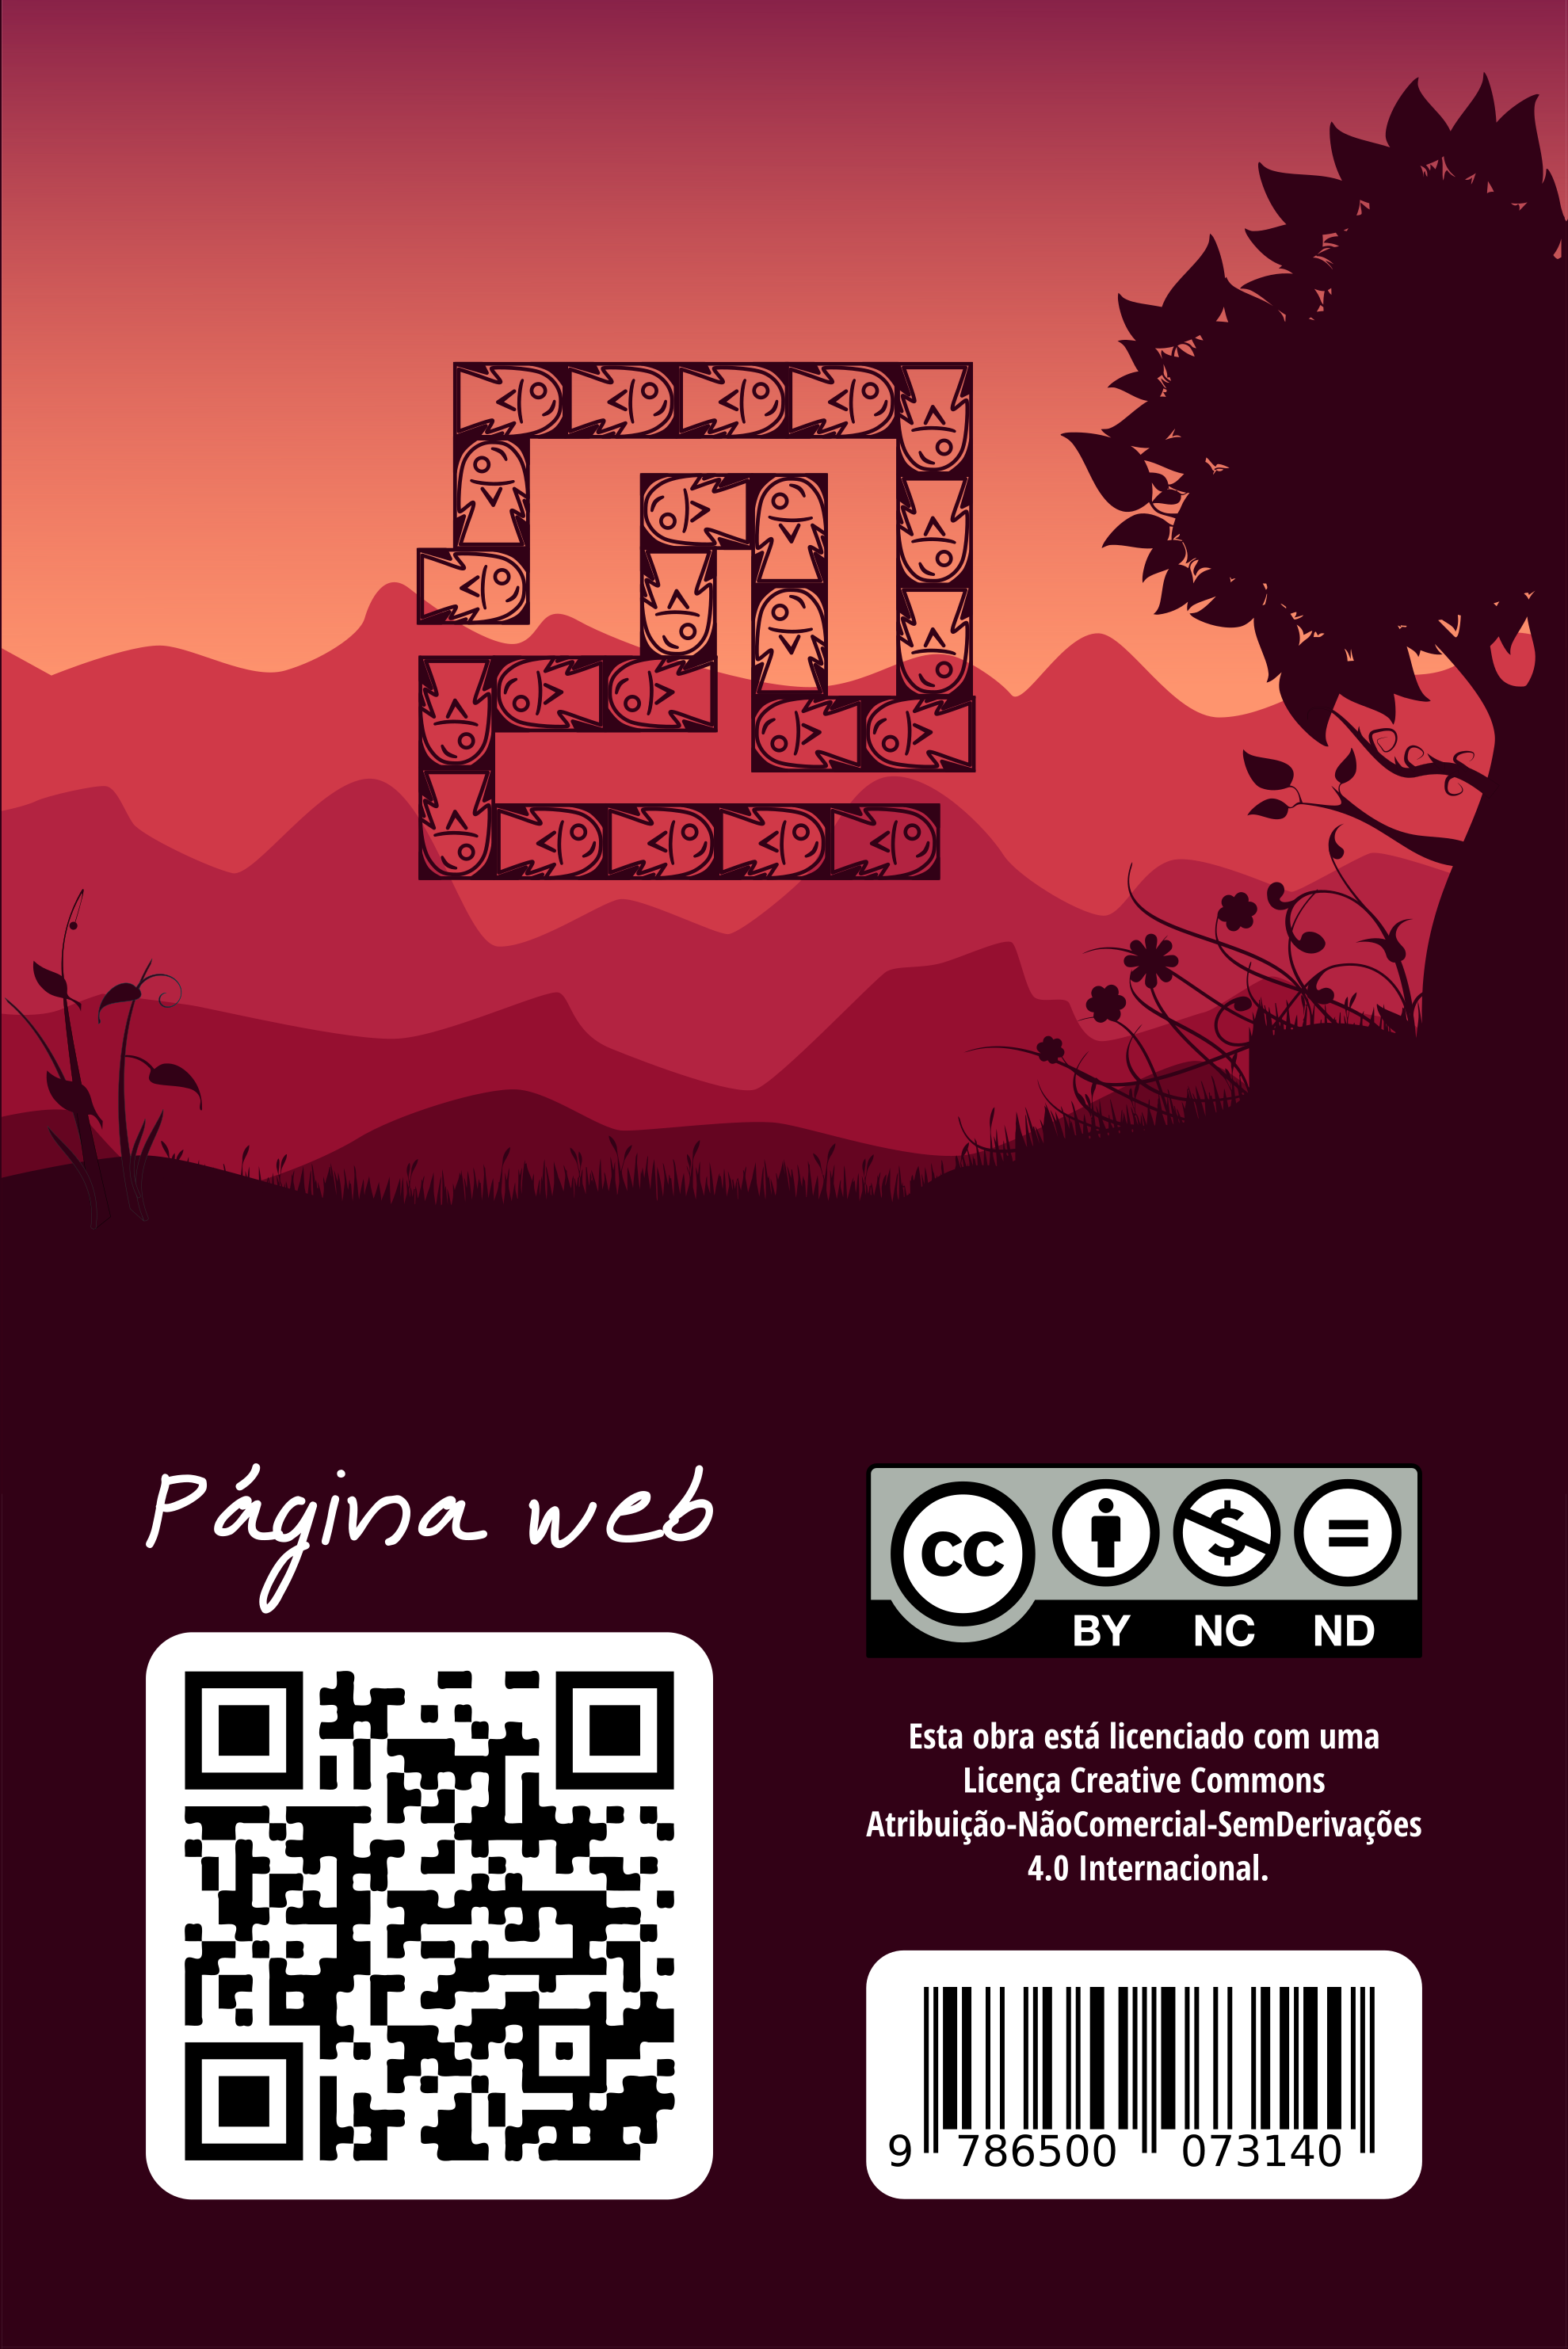 Página web
CC
BY NC ND
Esta obra está licenciado com uma
Licença Creative Commons
Atribuição-NãoComercial-SemDerivações
4.0 Internacional.
9 786500 073140